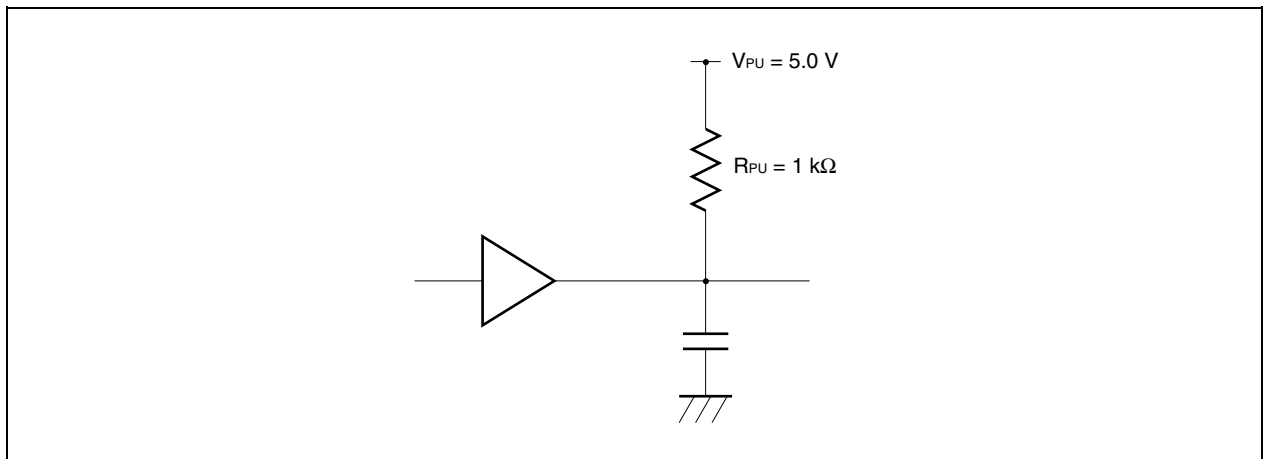 VPU = 5.0 V
RPU = 1 kΩ